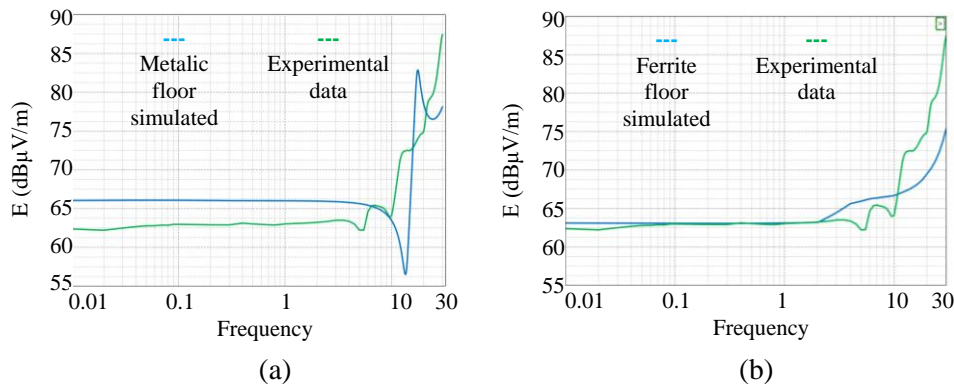 90
85
80
75
70
65
60
55
E (dBμV/m)
Metalic
floor
simulated
Experimental
data
0.01 0.1 1 10 30
Frequency
(a)
90
85
80
75
70
65
60
55
E (dBμV/m)
Ferrite
floor
simulated
Experimental
data
0.01 0.1 1 10 30
Frequency
(b)